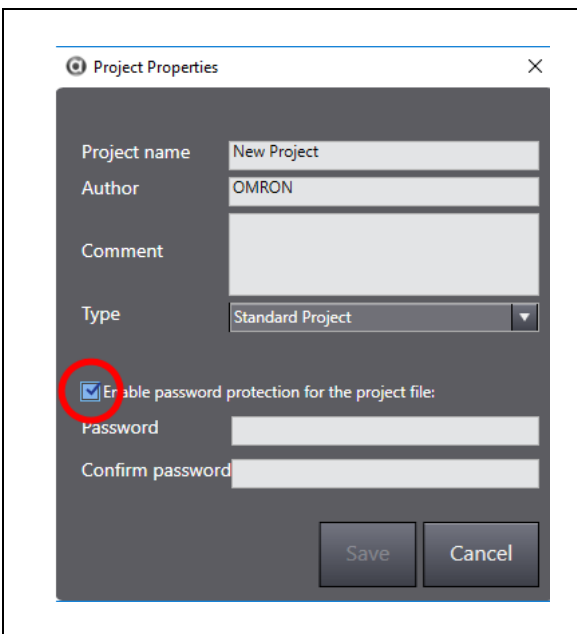 Project Properties
Project name New Project
Author OMRON
Comment
Type Standard Project
Enable password protection for the project file:
Password
Confirm password
Save Cancel